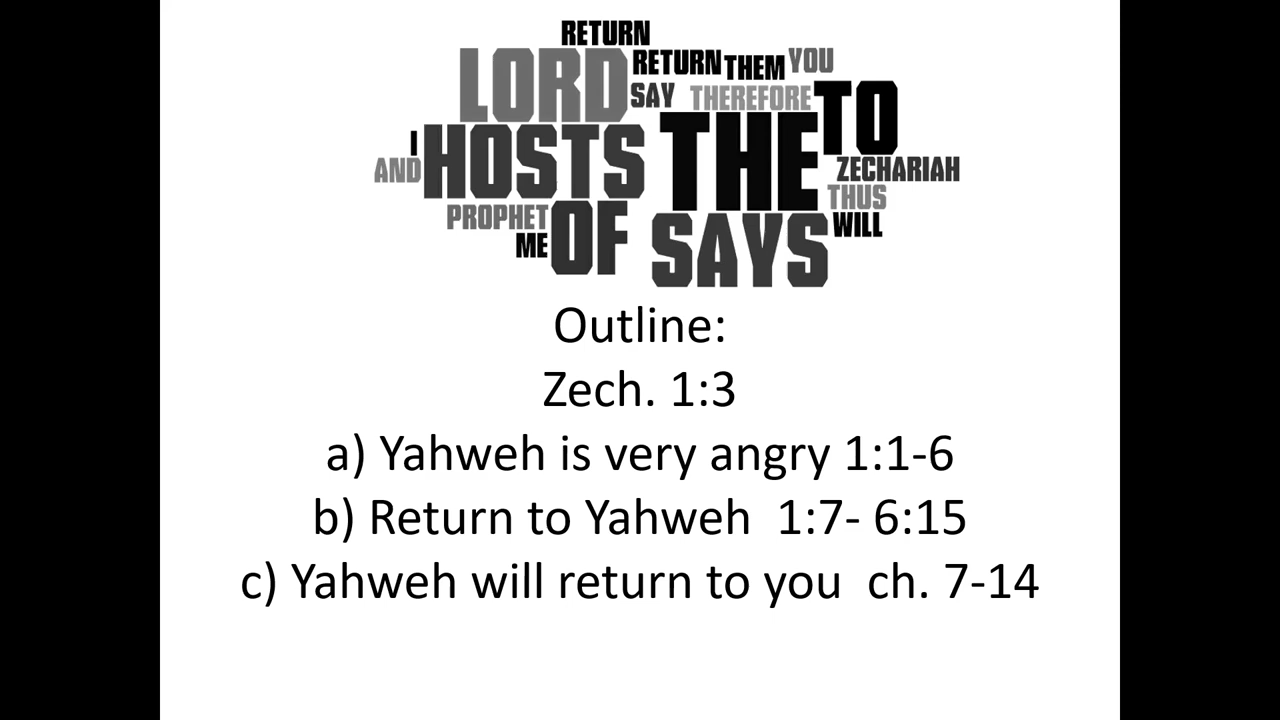 RETURN
LORD RETURN THEM YOU
SAY THEREFORE TO
I HOSTS THE
AND ZECHARIAH
THUS
PROPHET OF SAYS WILL
ME
Outline:
Zech. 1:3
a) Yahweh is very angry 1:1-6
b) Return to Yahweh  1:7- 6:15
c) Yahweh will return to you  ch. 7-14